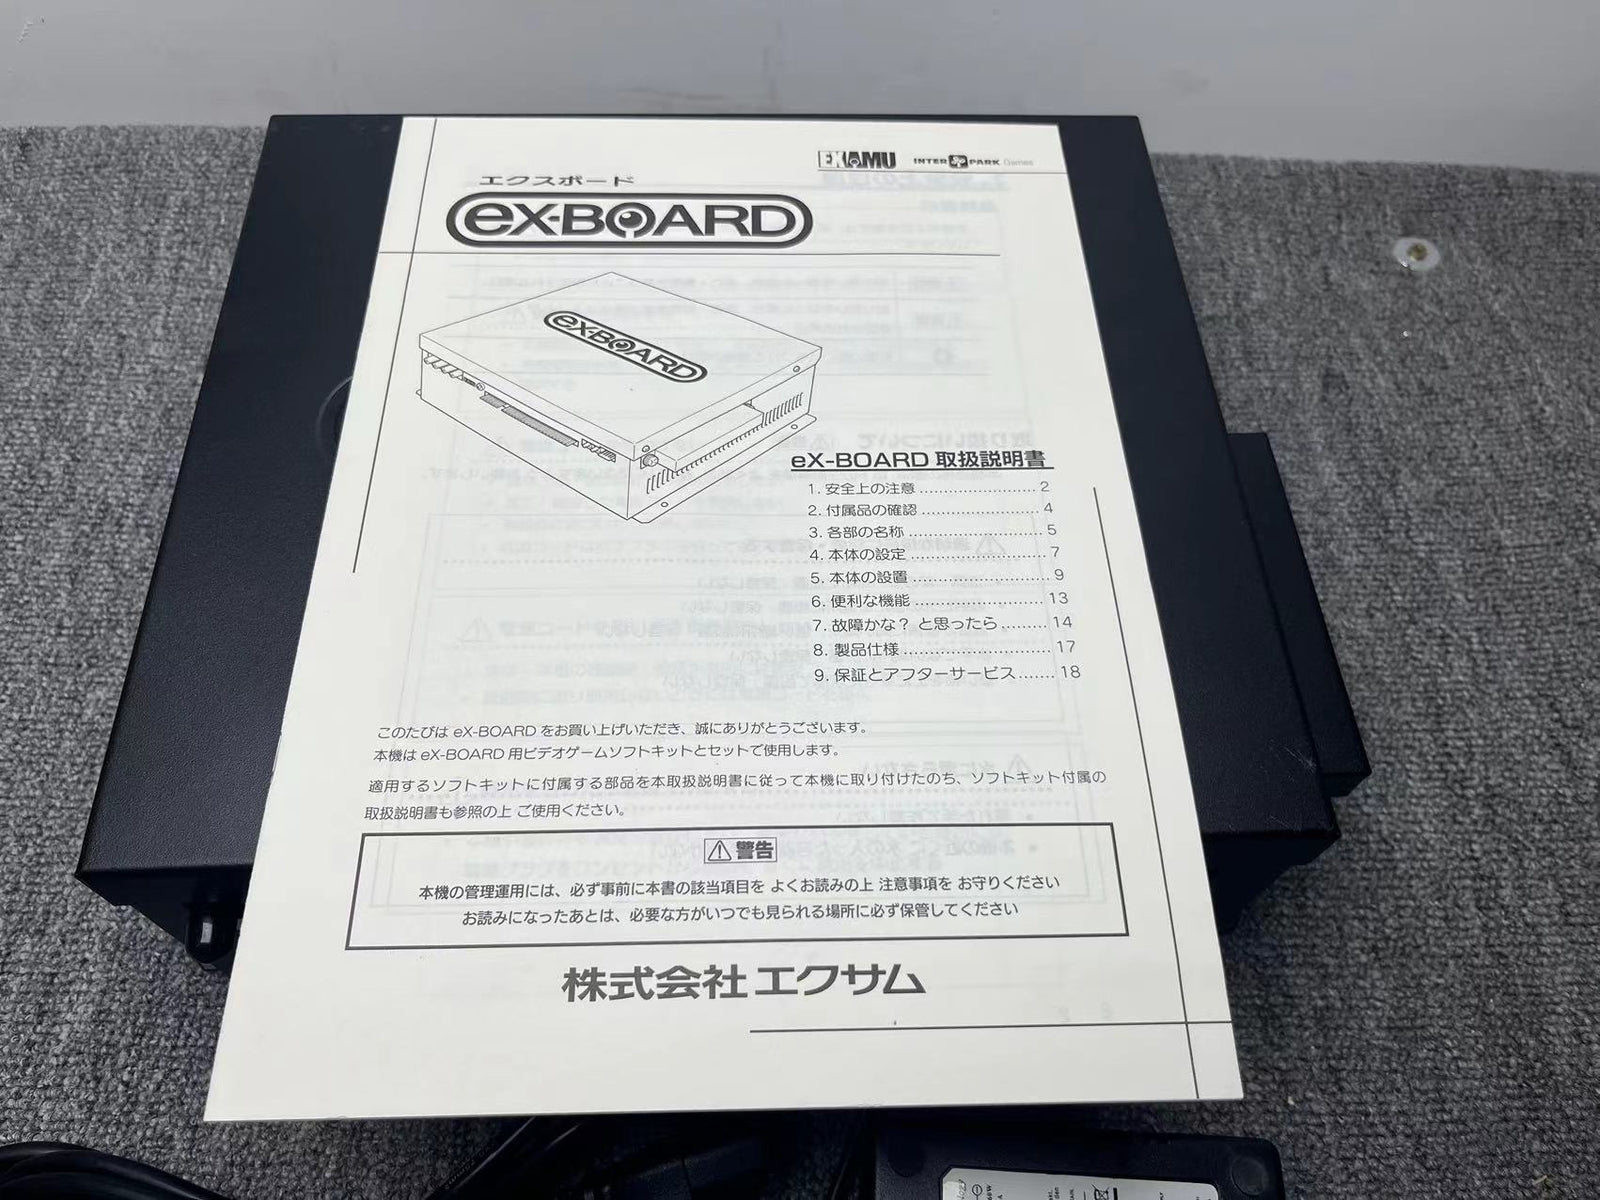 EXAMU INTER PARK Games
エクスボード
eX-BOARD
eX-BOARD
eX-BOARD 取扱説明書
1. 安全上の注意 ........................ 2
2. 付属品の確認 ........................ 4
3. 各部の名称 ........................ 5
4. 本体の設定 ........................ 7
5. 本体の設置 ........................ 9
6. 便利な機能 ........................ 13
7. 故障かな？ と思ったら ......... 14
8. 製品仕様 ........................ 17
9. 保証とアフターサービス ....... 18
このたびは eX-BOARD をお買い上げいただき、誠にありがとうございます。
本機は eX-BOARD 用ビデオゲームソフトキットとセットで使用します。
適用するソフトキットに付属する部品を本取扱説明書に従って本機に取り付けたのち、ソフトキット付属の
取扱説明書も参照の上 ご使用ください。
警告
本機の管理運用には、必ず事前に本書の該当項目を よくお読みの上 注意事項を お守りください
お読みになったあとは、必要な方がいつでも見られる場所に必ず保管してください
株式会社 エクサム